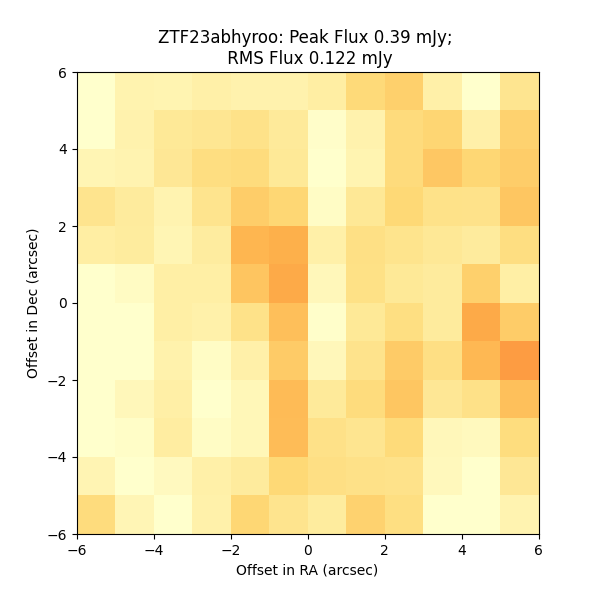 ZTF23abhyroo: Peak Flux 0.39 mJy;
RMS Flux 0.122 mJy
6
4
2
0
−2
−4
−6
Offset in Dec (arcsec)
−6 −4 −2 0 2 4 6
Offset in RA (arcsec)